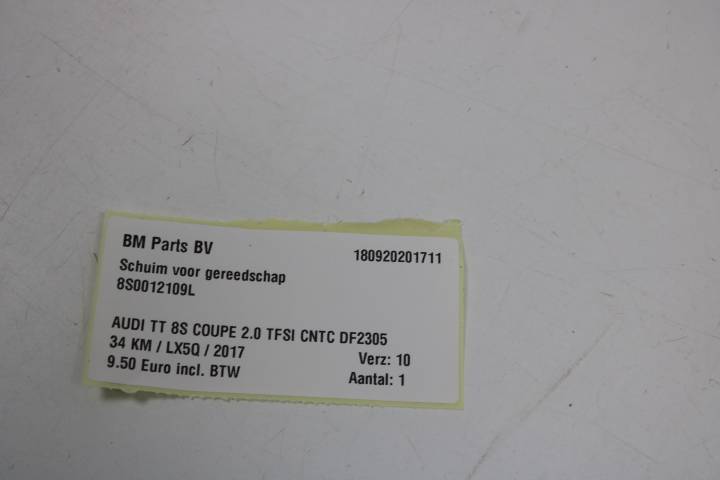 BM Parts BV
180920201711
Schuim voor gereedschap
8S0012109L
AUDI TT 8S COUPE 2.0 TFSI CNTC DF2305
34 KM / LX5Q / 2017
Verz: 10
9.50 Euro incl. BTW
Aantal: 1